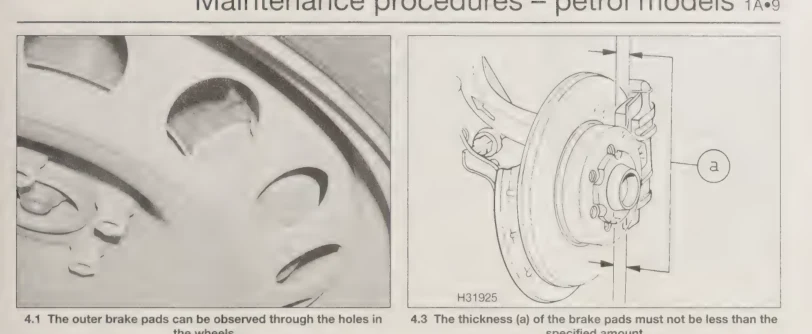 Maintenance procedures – petrol models 1A•9
a
H31925
4.1 The outer brake pads can be observed through the holes in
the wheels
4.3 The thickness (a) of the brake pads must not be less than the
specified amount